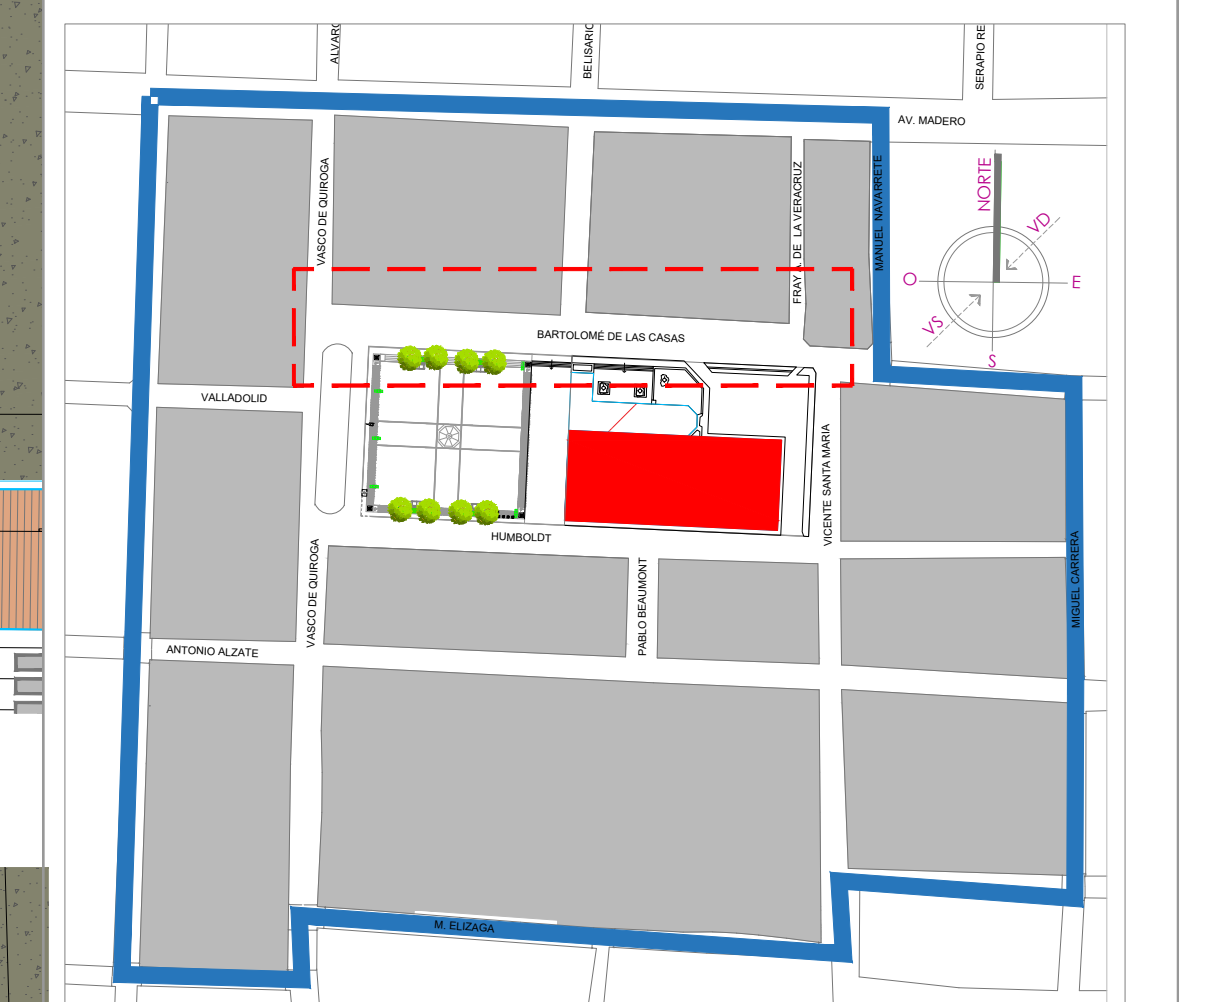 ALVARO
BELISARIO
SERAPIO RE
AV. MADERO
VASCO DE QUIROGA
FRAY A. DE LA VERACRUZ
MANUEL NAVARRETE
NORTE
VD
O
E
VS
S
BARTOLOMÉ DE LAS CASAS
VALLADOLID
VICENTE SANTA MARIA
HUMBOLDT
VASCO DE QUIROGA
PABLO BEAUMONT
MIGUEL CARRERA
ANTONIO ALZATE
M. ELIZAGA